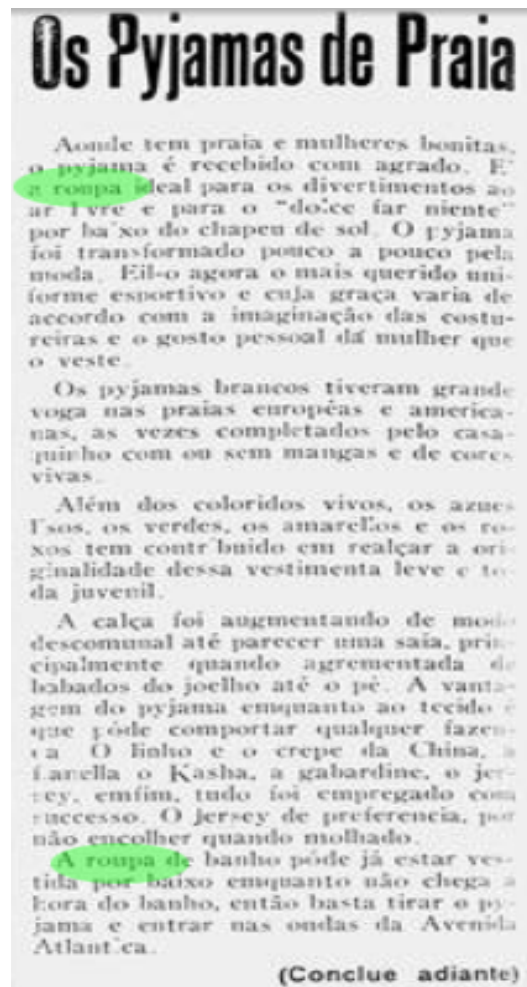 Os Pyjamas de Praia
Aonde tem praia e mulheres bonitas,
o pyjama é recebido com agrado. E'
a roupa ideal para os divertimentos ao
ar l'vre e para o "dolce far niente"
por ba'xo do chapeu de sol. O pyjama
foi transformado pouco a pouco pela
moda. Eil-o agora o mais querido uni-
forme esportivo e cuja graça varia de
accordo com a imaginação das costu-
reiras e o gosto pessoal da mulher que
o veste.
Os pyjamas brancos tiveram grande
voga nas praias européas e america-
nas, as vezes completados pelo casa-
quinho com ou sem mangas e de cores
vivas.
Além dos coloridos vivos, os azues
l'sos, os verdes, os amarellos e os ro-
xos tem contr'buido em realçar a ori-
ginalidade dessa vestimenta leve e to-
da juvenil.
A calça foi augmentando de modo
descomunal até parecer uma saia, prin-
cipalmente quando agrementada de
babados do joelho até o pé. A vanta-
gem do pyjama emquanto ao tecido é
que póde comportar qualquer fazen-
da. O linho e o crepe da China, a
flanella o Kasha, a gabardine, o jer-
sey, emfim, tudo foi empregado com
successo. O Jersey de preferencia, por
não encolher quando molhado.
A roupa de banho póde já estar ves-
tida por baixo emquanto não chega a
hora do banho, então basta tirar o py-
jama e entrar nas ondas da Avenida
Atlant'ca.
(Conclue adiante)